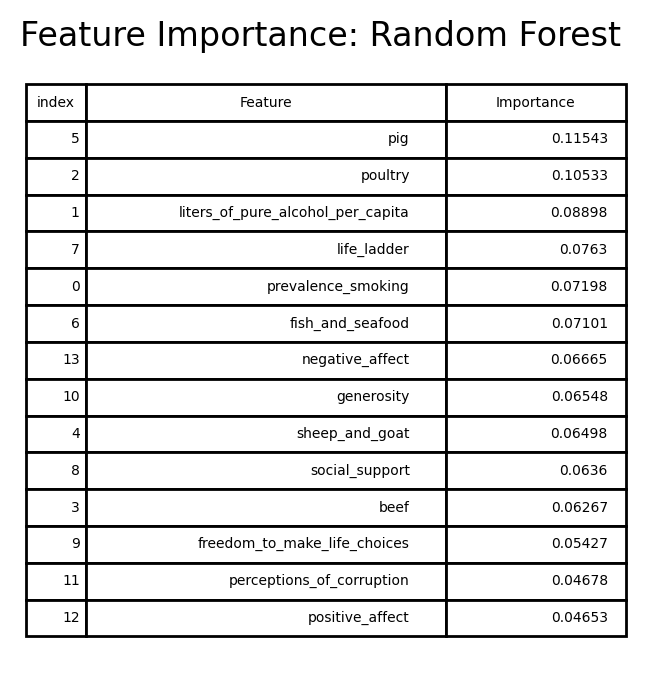 Feature Importance: Random Forest
index Feature Importance
5 pig 0.11543
2 poultry 0.10533
1 liters_of_pure_alcohol_per_capita 0.08898
7 life_ladder 0.0763
0 prevalence_smoking 0.07198
6 fish_and_seafood 0.07101
13 negative_affect 0.06665
10 generosity 0.06548
4 sheep_and_goat 0.06498
8 social_support 0.0636
3 beef 0.06267
9 freedom_to_make_life_choices 0.05427
11 perceptions_of_corruption 0.04678
12 positive_affect 0.04653